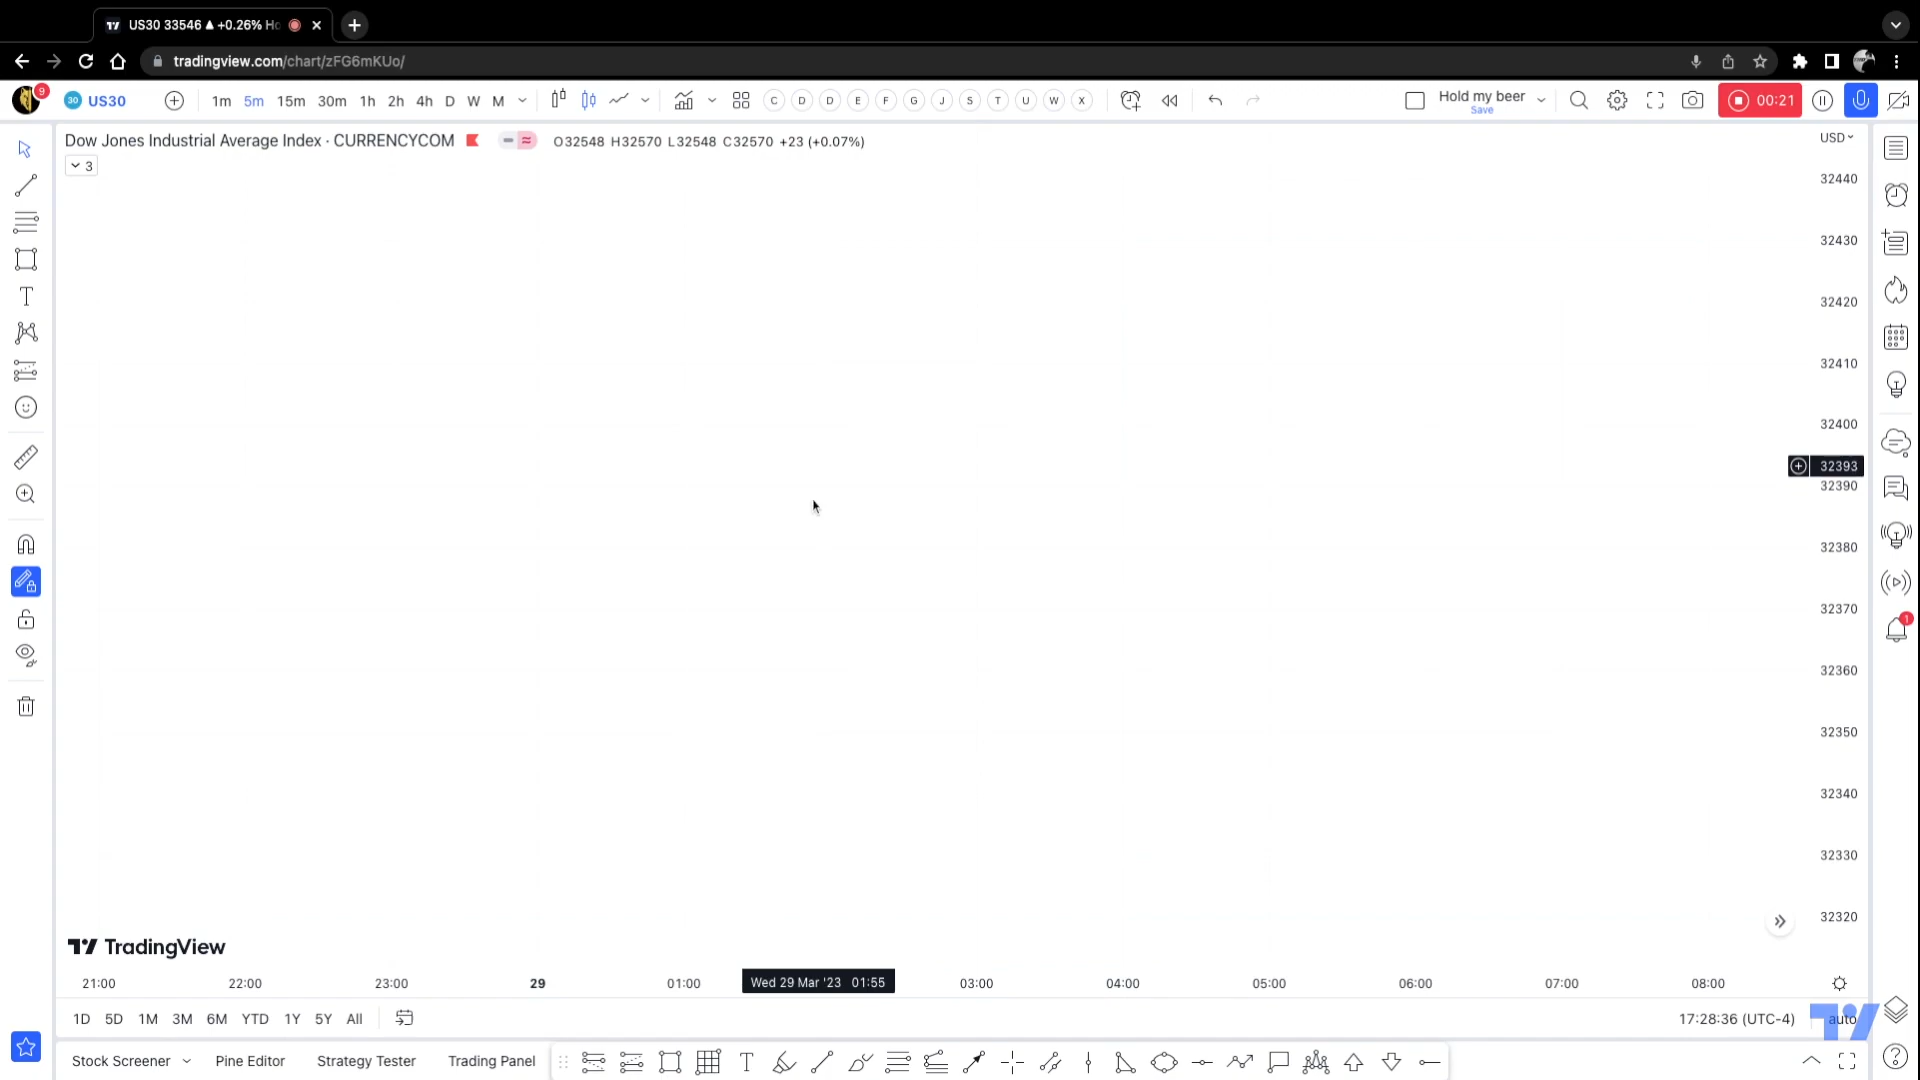 US30 33546 ▲ +0.26% Ho
tradingview.com/chart/zFG6mKUo/
9
30 US30 1m 5m 15m 30m 1h 2h 4h D W M C D D E F G J S T U W X Hold my beer 00:21
Save
Dow Jones Industrial Average Index · CURRENCYCOM O32548 H32570 L32548 C32570 +23 (+0.07%) USD
3
32440
32430
32420
32410
32400
32393
32390
32380
32370
1
32360
32350
32340
32330
32320
TradingView
21:00 22:00 23:00 29 01:00 Wed 29 Mar '23 01:55 03:00 04:00 05:00 06:00 07:00 08:00
1D 5D 1M 3M 6M YTD 1Y 5Y All 17:28:36 (UTC-4) auto
Stock Screener Pine Editor Strategy Tester Trading Panel